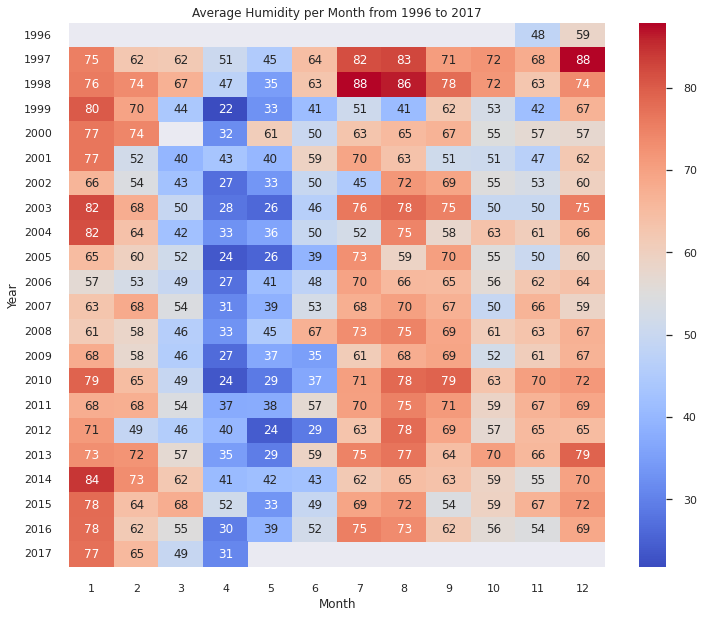 Average Humidity per Month from 1996 to 2017
Year
1996 48 59
1997 75 62 62 51 45 64 82 83 71 72 68 88
1998 76 74 67 47 35 63 88 86 78 72 63 74
1999 80 70 44 22 33 41 51 41 62 53 42 67
2000 77 74 32 61 50 63 65 67 55 57 57
2001 77 52 40 43 40 59 70 63 51 51 47 62
2002 66 54 43 27 33 50 45 72 69 55 53 60
2003 82 68 50 28 26 46 76 78 75 50 50 75
2004 82 64 42 33 36 50 52 75 58 63 61 66
2005 65 60 52 24 26 39 73 59 70 55 50 60
2006 57 53 49 27 41 48 70 66 65 56 62 64
2007 63 68 54 31 39 53 68 70 67 50 66 59
2008 61 58 46 33 45 67 73 75 69 61 63 67
2009 68 58 46 27 37 35 61 68 69 52 61 67
2010 79 65 49 24 29 37 71 78 79 63 70 72
2011 68 68 54 37 38 57 70 75 71 59 67 69
2012 71 49 46 40 24 29 63 78 69 57 65 65
2013 73 72 57 35 29 59 75 77 64 70 66 79
2014 84 73 62 41 42 43 62 65 63 59 55 70
2015 78 64 68 52 33 49 69 72 54 59 67 72
2016 78 62 55 30 39 52 75 73 62 56 54 69
2017 77 65 49 31
1 2 3 4 5 6 7 8 9 10 11 12
Month
80
70
60
50
40
30